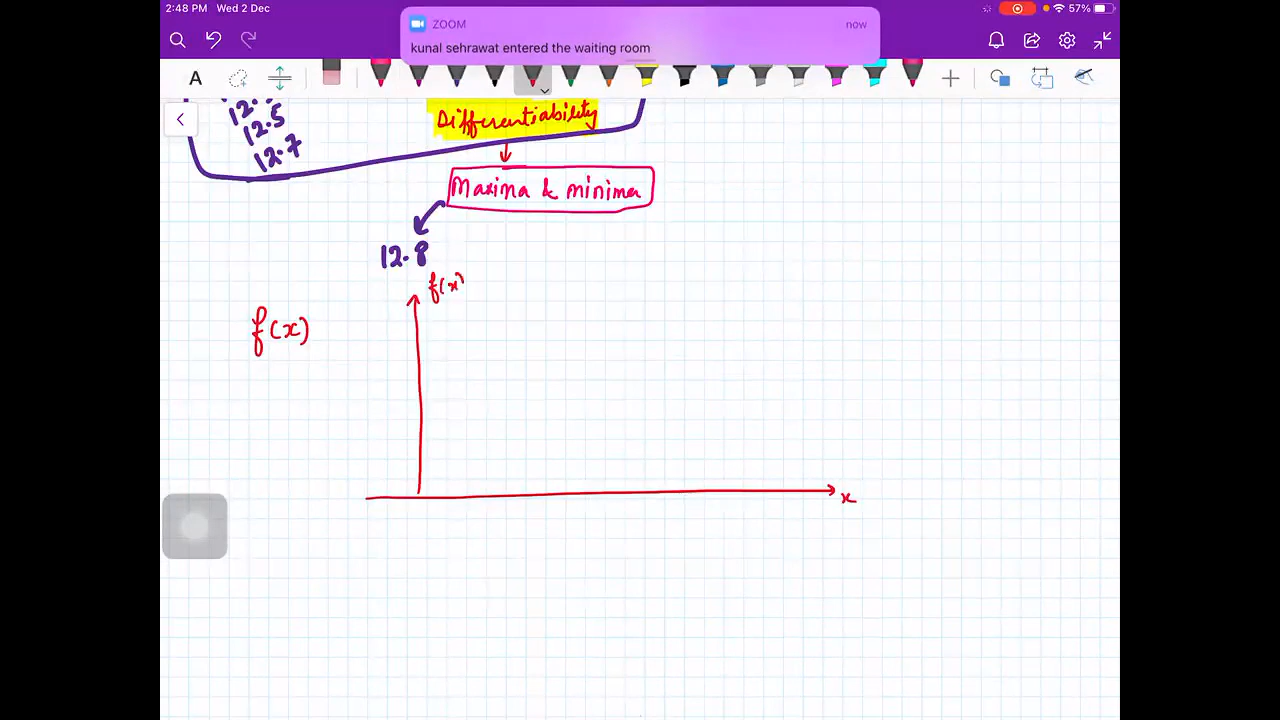 2:48 PM Wed 2 Dec
57%
ZOOM
now
kunal sehrawat entered the waiting room
A
12.5
12.7
Differentiability
Maxima & minima
12.8
f(x)
f(x)
x